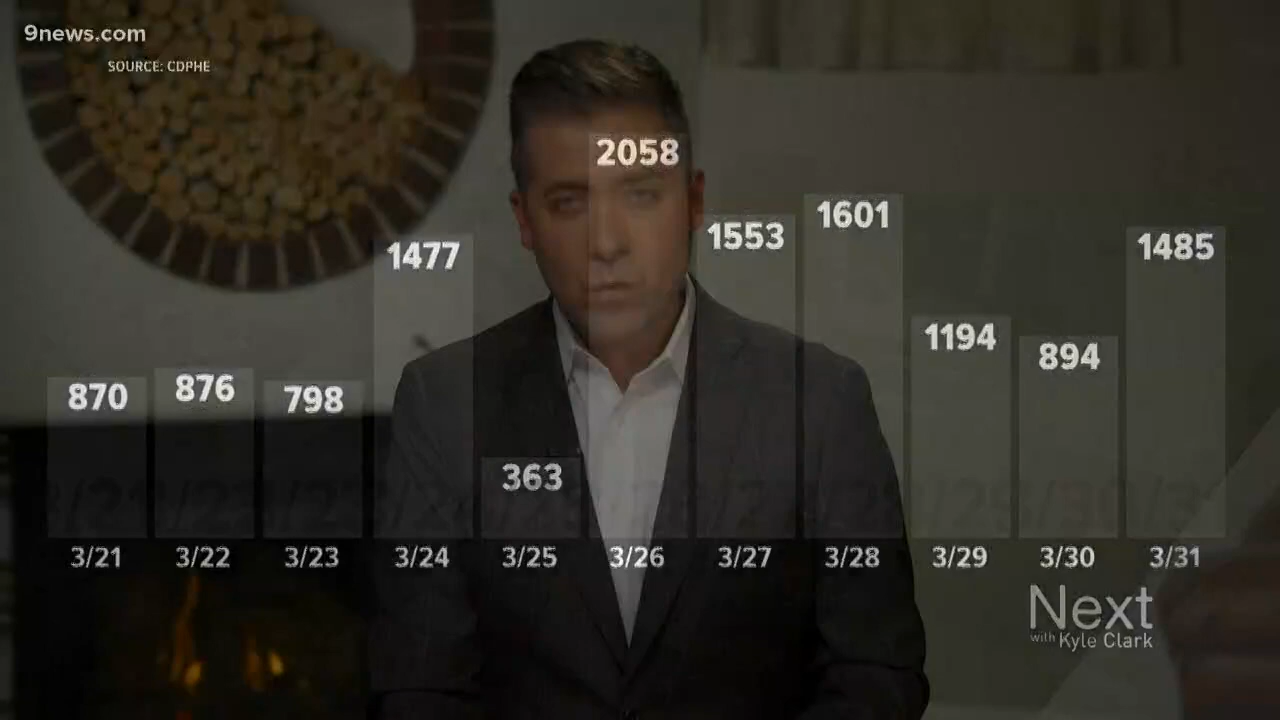 9news.com
SOURCE: CDPHE
2058
1601
1553
1485
1477
1194
894
876
870
798
363
3/21 3/22 3/23 3/24 3/25 3/26 3/27 3/28 3/29 3/30 3/31
Next
with Kyle Clark